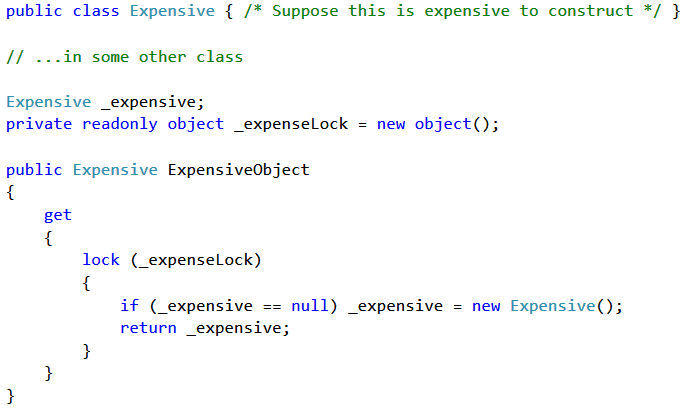 public class Expensive { /* Suppose this is expensive to construct */ }
// ...in some other class
Expensive _expensive;
private readonly object _expenseLock = new object();
public Expensive ExpensiveObject
{
get
{
lock (_expenseLock)
{
if (_expensive == null) _expensive = new Expensive();
return _expensive;
}
}
}